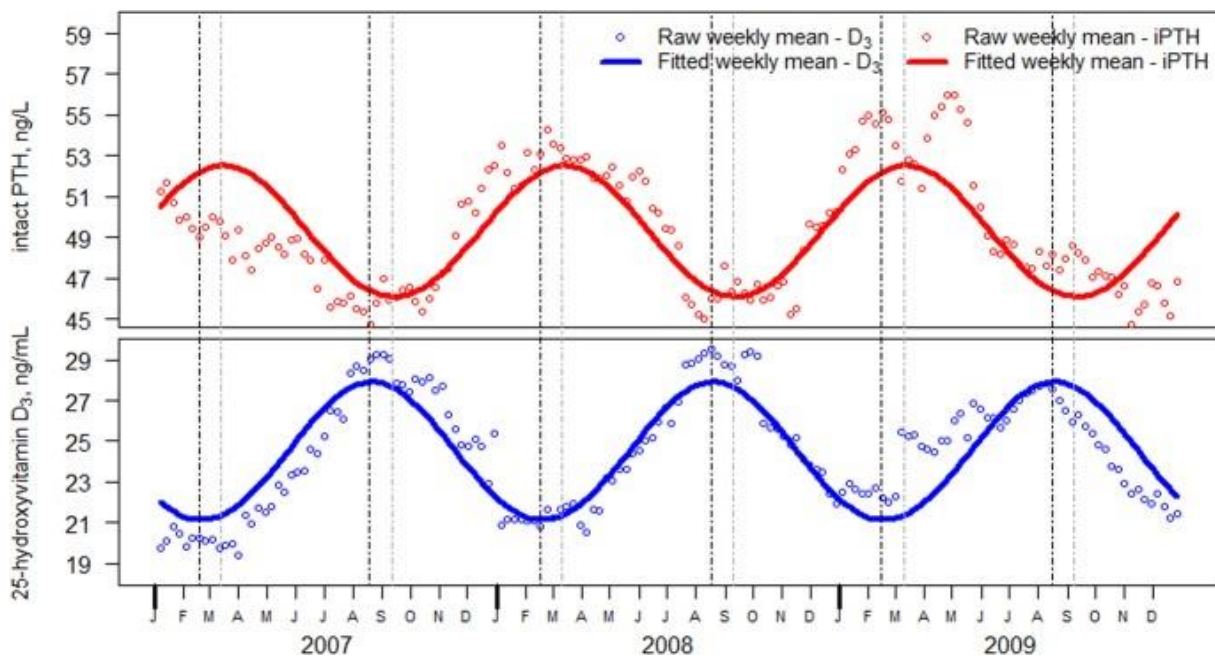 59
57
55
53
51
49
47
45
intact PTH, ng/L
Raw weekly mean - D₃
Fitted weekly mean - D₃
Raw weekly mean - iPTH
Fitted weekly mean - iPTH
29
27
25
23
21
19
25-hydroxyvitamin D₃, ng/mL
J F M A M J J A S O N D J F M A M J J A S O N D J F M A M J J A S O N D
2007 2008 2009